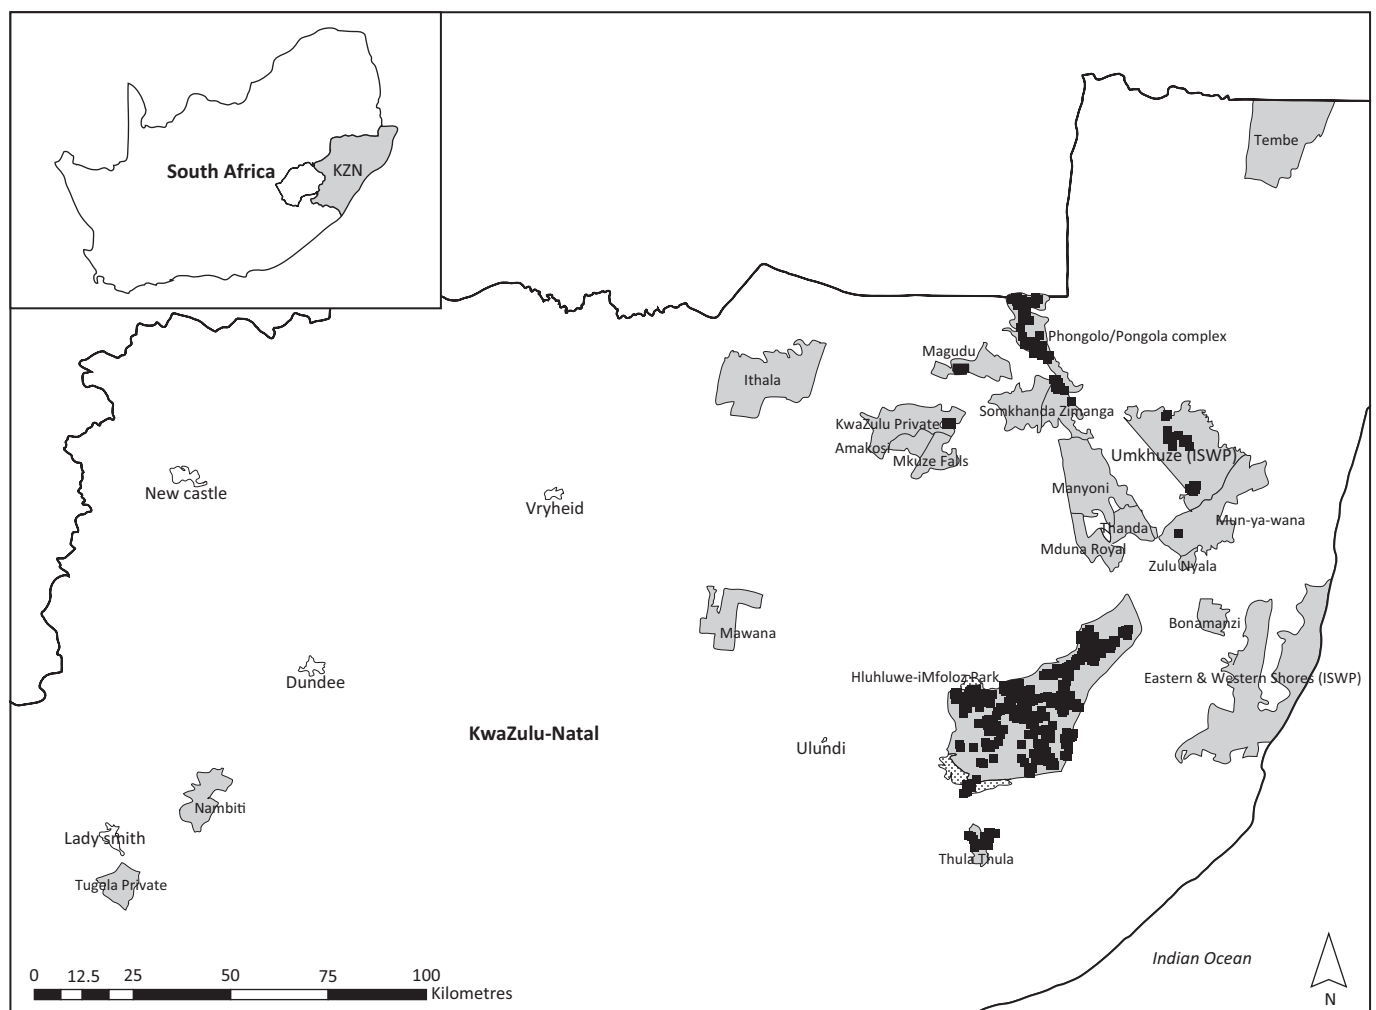 South Africa
KZN
Tembe
Phongolo/Pongola complex
Magudu
Ithala
Somkhanda Zimanga
KwaZulu Private
Amakosi
Mkuze Falls
Umkhuze (ISWP)
Manyoni
New castle
Vryheid
Mun-ya-wana
Thanda
Mduna Royal
Zulu Nyala
Bonamanzi
Mawana
Hluhluwe-iMfolozi Park
Eastern & Western Shores (ISWP)
Dundee
KwaZulu-Natal
Ulundi
Nambiti
Lady smith
Thula Thula
Tugela Private
Indian Ocean
0 12.5 25 50 75 100
Kilometres
N